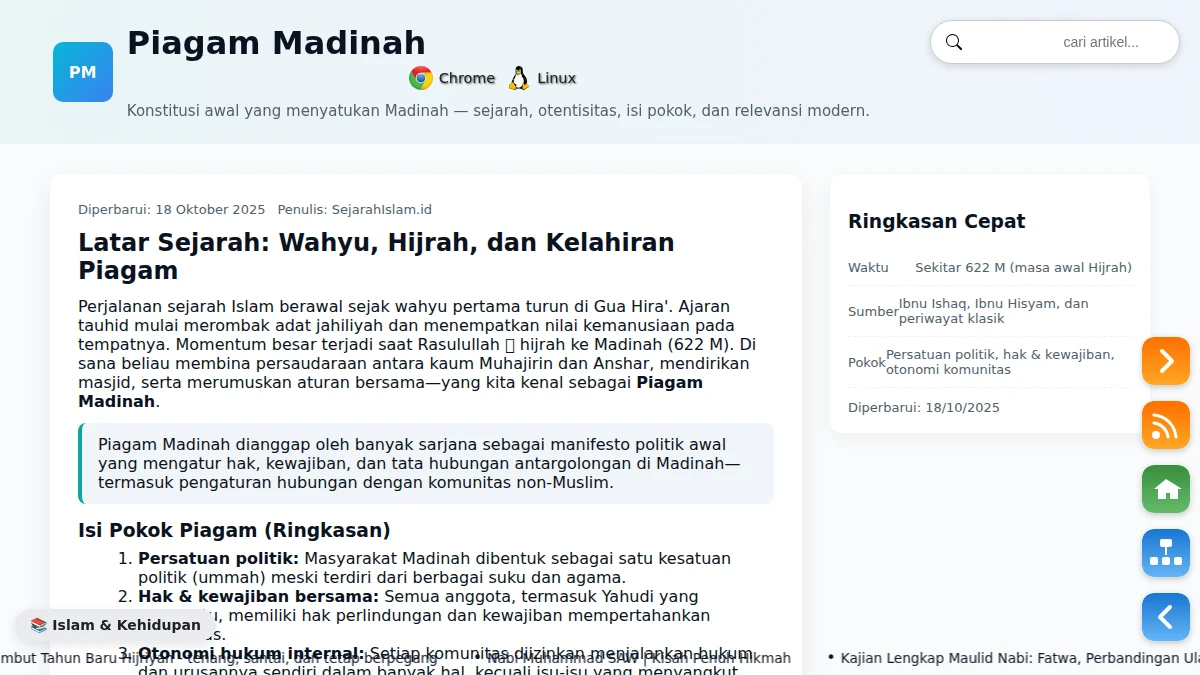 PM
Piagam Madinah
Chrome Linux
Konstitusi awal yang menyatukan Madinah — sejarah, otentisitas, isi pokok, dan relevansi modern.
cari artikel...
Diperbarui: 18 Oktober 2025 Penulis: SejarahIslam.id
Latar Sejarah: Wahyu, Hijrah, dan Kelahiran
Piagam
Perjalanan sejarah Islam berawal sejak wahyu pertama turun di Gua Hira'. Ajaran
tauhid mulai merombak adat jahiliyah dan menempatkan nilai kemanusiaan pada
tempatnya. Momentum besar terjadi saat Rasulullah hijrah ke Madinah (622 M). Di
sana beliau membina persaudaraan antara kaum Muhajirin dan Anshar, mendirikan
masjid, serta merumuskan aturan bersama—yang kita kenal sebagai Piagam
Madinah.
Piagam Madinah dianggap oleh banyak sarjana sebagai manifesto politik awal
yang mengatur hak, kewajiban, dan tata hubungan antargolongan di Madinah—
termasuk pengaturan hubungan dengan komunitas non-Muslim.
Isi Pokok Piagam (Ringkasan)
1. Persatuan politik: Masyarakat Madinah dibentuk sebagai satu kesatuan
politik (ummah) meski terdiri dari berbagai suku dan agama.
2. Hak & kewajiban bersama: Semua anggota, termasuk Yahudi yang
memiliki hak perlindungan dan kewajiban mempertahankan
3. Otonomi hukum internal: Setiap komunitas diizinkan menjalankan hukum
dan urusannya sendiri dalam banyak hal, kecuali isu-isu yang menyangkut
Ringkasan Cepat
Waktu Sekitar 622 M (masa awal Hijrah)
Sumber Ibnu Ishaq, Ibnu Hisyam, dan
periwayat klasik
Pokok Persatuan politik, hak & kewajiban,
otonomi komunitas
Diperbarui: 18/10/2025
📚 Islam & Kehidupan
mbut Tahun Baru Hijriyah - tenang, santai, dan tetap berpegang • Nabi Muhammad SAW | Kisah Penuh Hikmah • Kajian Lengkap Maulid Nabi: Fatwa, Perbandingan Ula